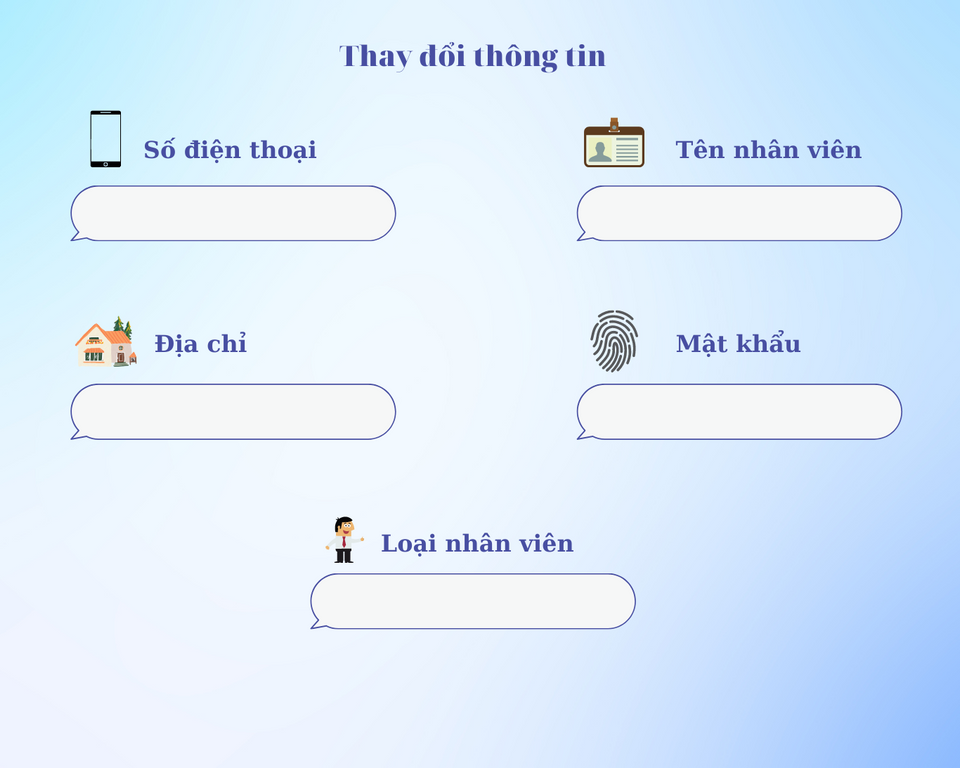 Thay đổi thông tin
Số điện thoại
Tên nhân viên
Địa chỉ
Mật khẩu
Loại nhân viên